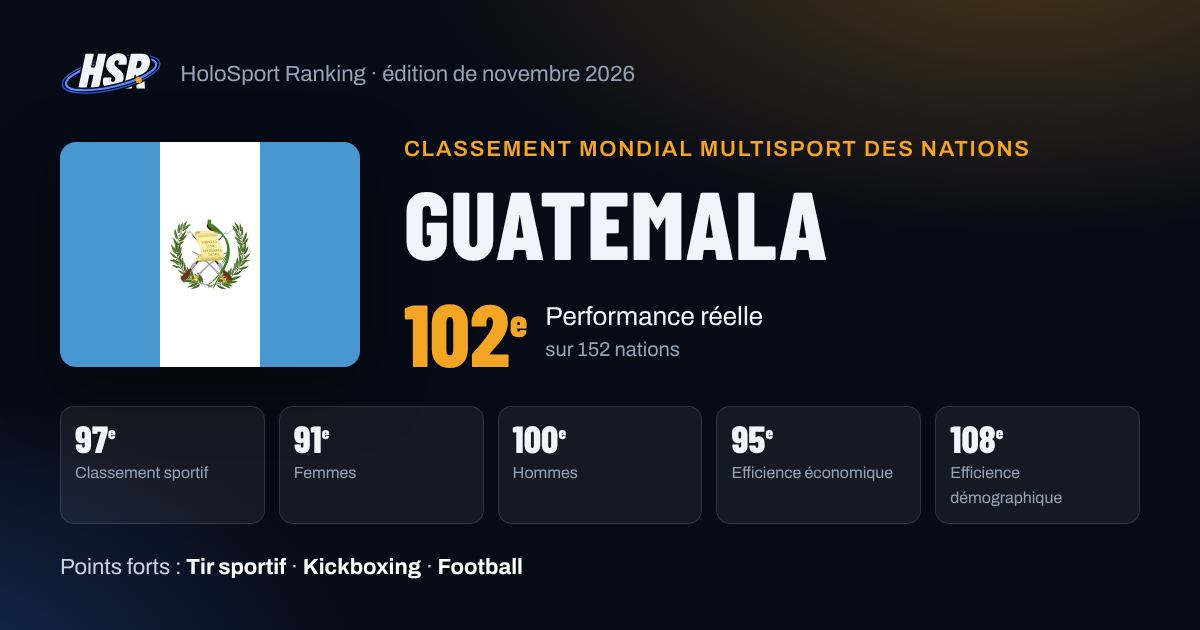 HSR
HoloSport Ranking · édition de novembre 2026
CLASSEMENT MONDIAL MULTISPORT DES NATIONS
GUATEMALA
102e
Performance réelle
sur 152 nations
97e
Classement sportif
91e
Femmes
100e
Hommes
95e
Efficience économique
108e
Efficience
démographique
Points forts : Tir sportif · Kickboxing · Football